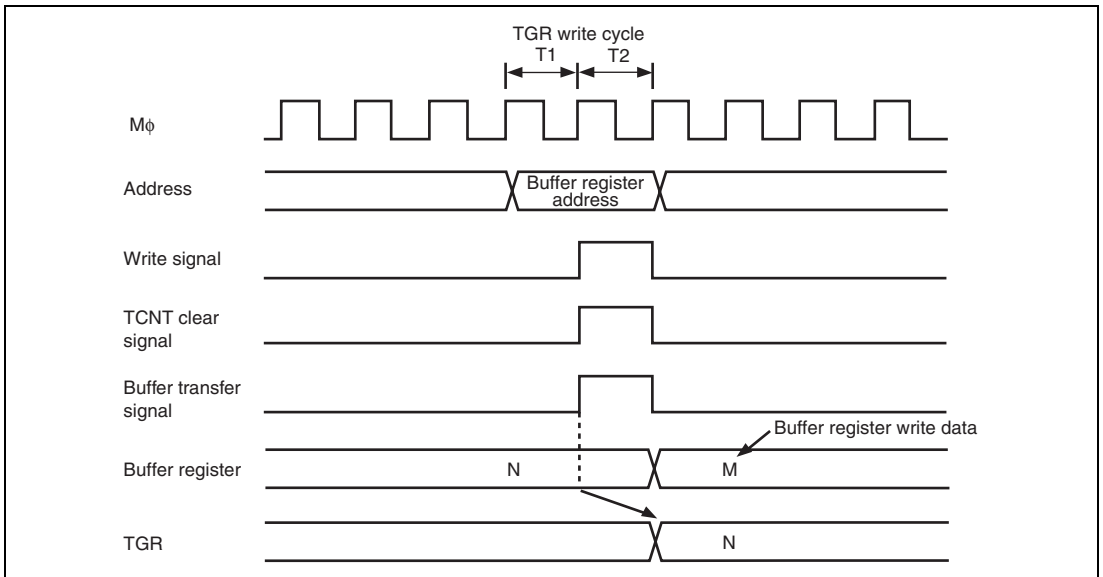 TGR write cycle
T1 T2
Mϕ
Address
Buffer register
address
Write signal
TCNT clear
signal
Buffer transfer
signal
Buffer register write data
Buffer register
N M
TGR
N